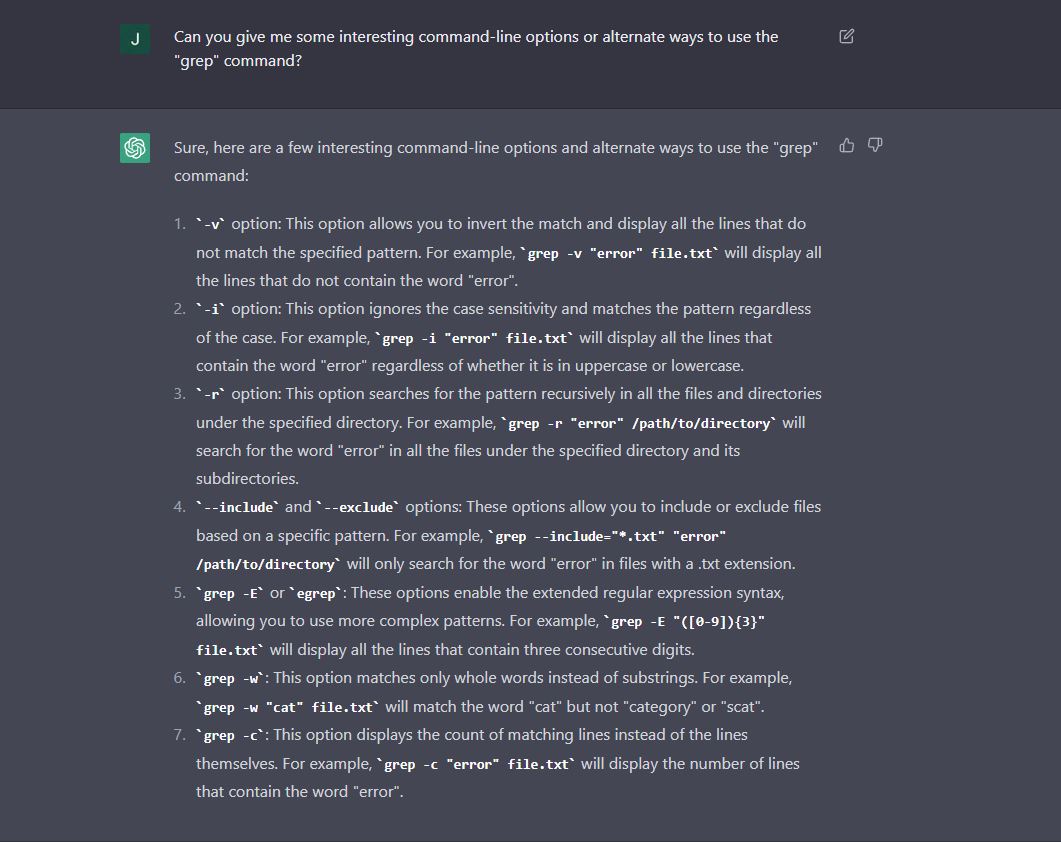 J
Can you give me some interesting command-line options or alternate ways to use the
"grep" command?
Sure, here are a few interesting command-line options and alternate ways to use the "grep"
command:
1. `-v` option: This option allows you to invert the match and display all the lines that do
not match the specified pattern. For example, `grep -v "error" file.txt` will display all
the lines that do not contain the word "error".
2. `-i` option: This option ignores the case sensitivity and matches the pattern regardless
of the case. For example, `grep -i "error" file.txt` will display all the lines that
contain the word "error" regardless of whether it is in uppercase or lowercase.
3. `-r` option: This option searches for the pattern recursively in all the files and directories
under the specified directory. For example, `grep -r "error" /path/to/directory` will
search for the word "error" in all the files under the specified directory and its
subdirectories.
4. `--include` and `--exclude` options: These options allow you to include or exclude files
based on a specific pattern. For example, `grep --include="*.txt" "error"
/path/to/directory` will only search for the word "error" in files with a .txt extension.
5. `grep -E` or `egrep`: These options enable the extended regular expression syntax,
allowing you to use more complex patterns. For example, `grep -E "([0-9]){3}"
file.txt` will display all the lines that contain three consecutive digits.
6. `grep -w`: This option matches only whole words instead of substrings. For example,
`grep -w "cat" file.txt` will match the word "cat" but not "category" or "scat".
7. `grep -c`: This option displays the count of matching lines instead of the lines
themselves. For example, `grep -c "error" file.txt` will display the number of lines
that contain the word "error".